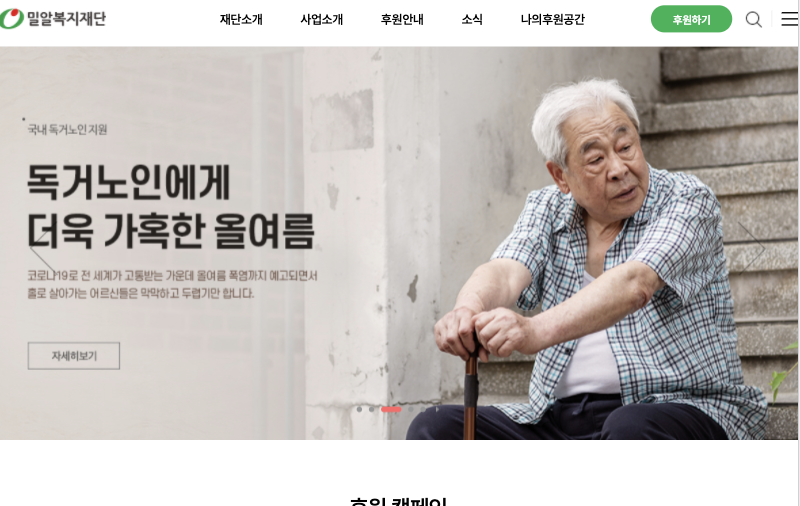 밀알복지재단
재단소개 사업소개 후원안내 소식 나의후원공간 후원하기
국내 독거노인 지원
독거노인에게
더욱 가혹한 올여름
코로나19로 전 세계가 고통받는 가운데 올여름 폭염까지 예고되면서
홀로 살아가는 어르신들은 막막하고 두렵기만 합니다.
자세히보기
후원 캠페인